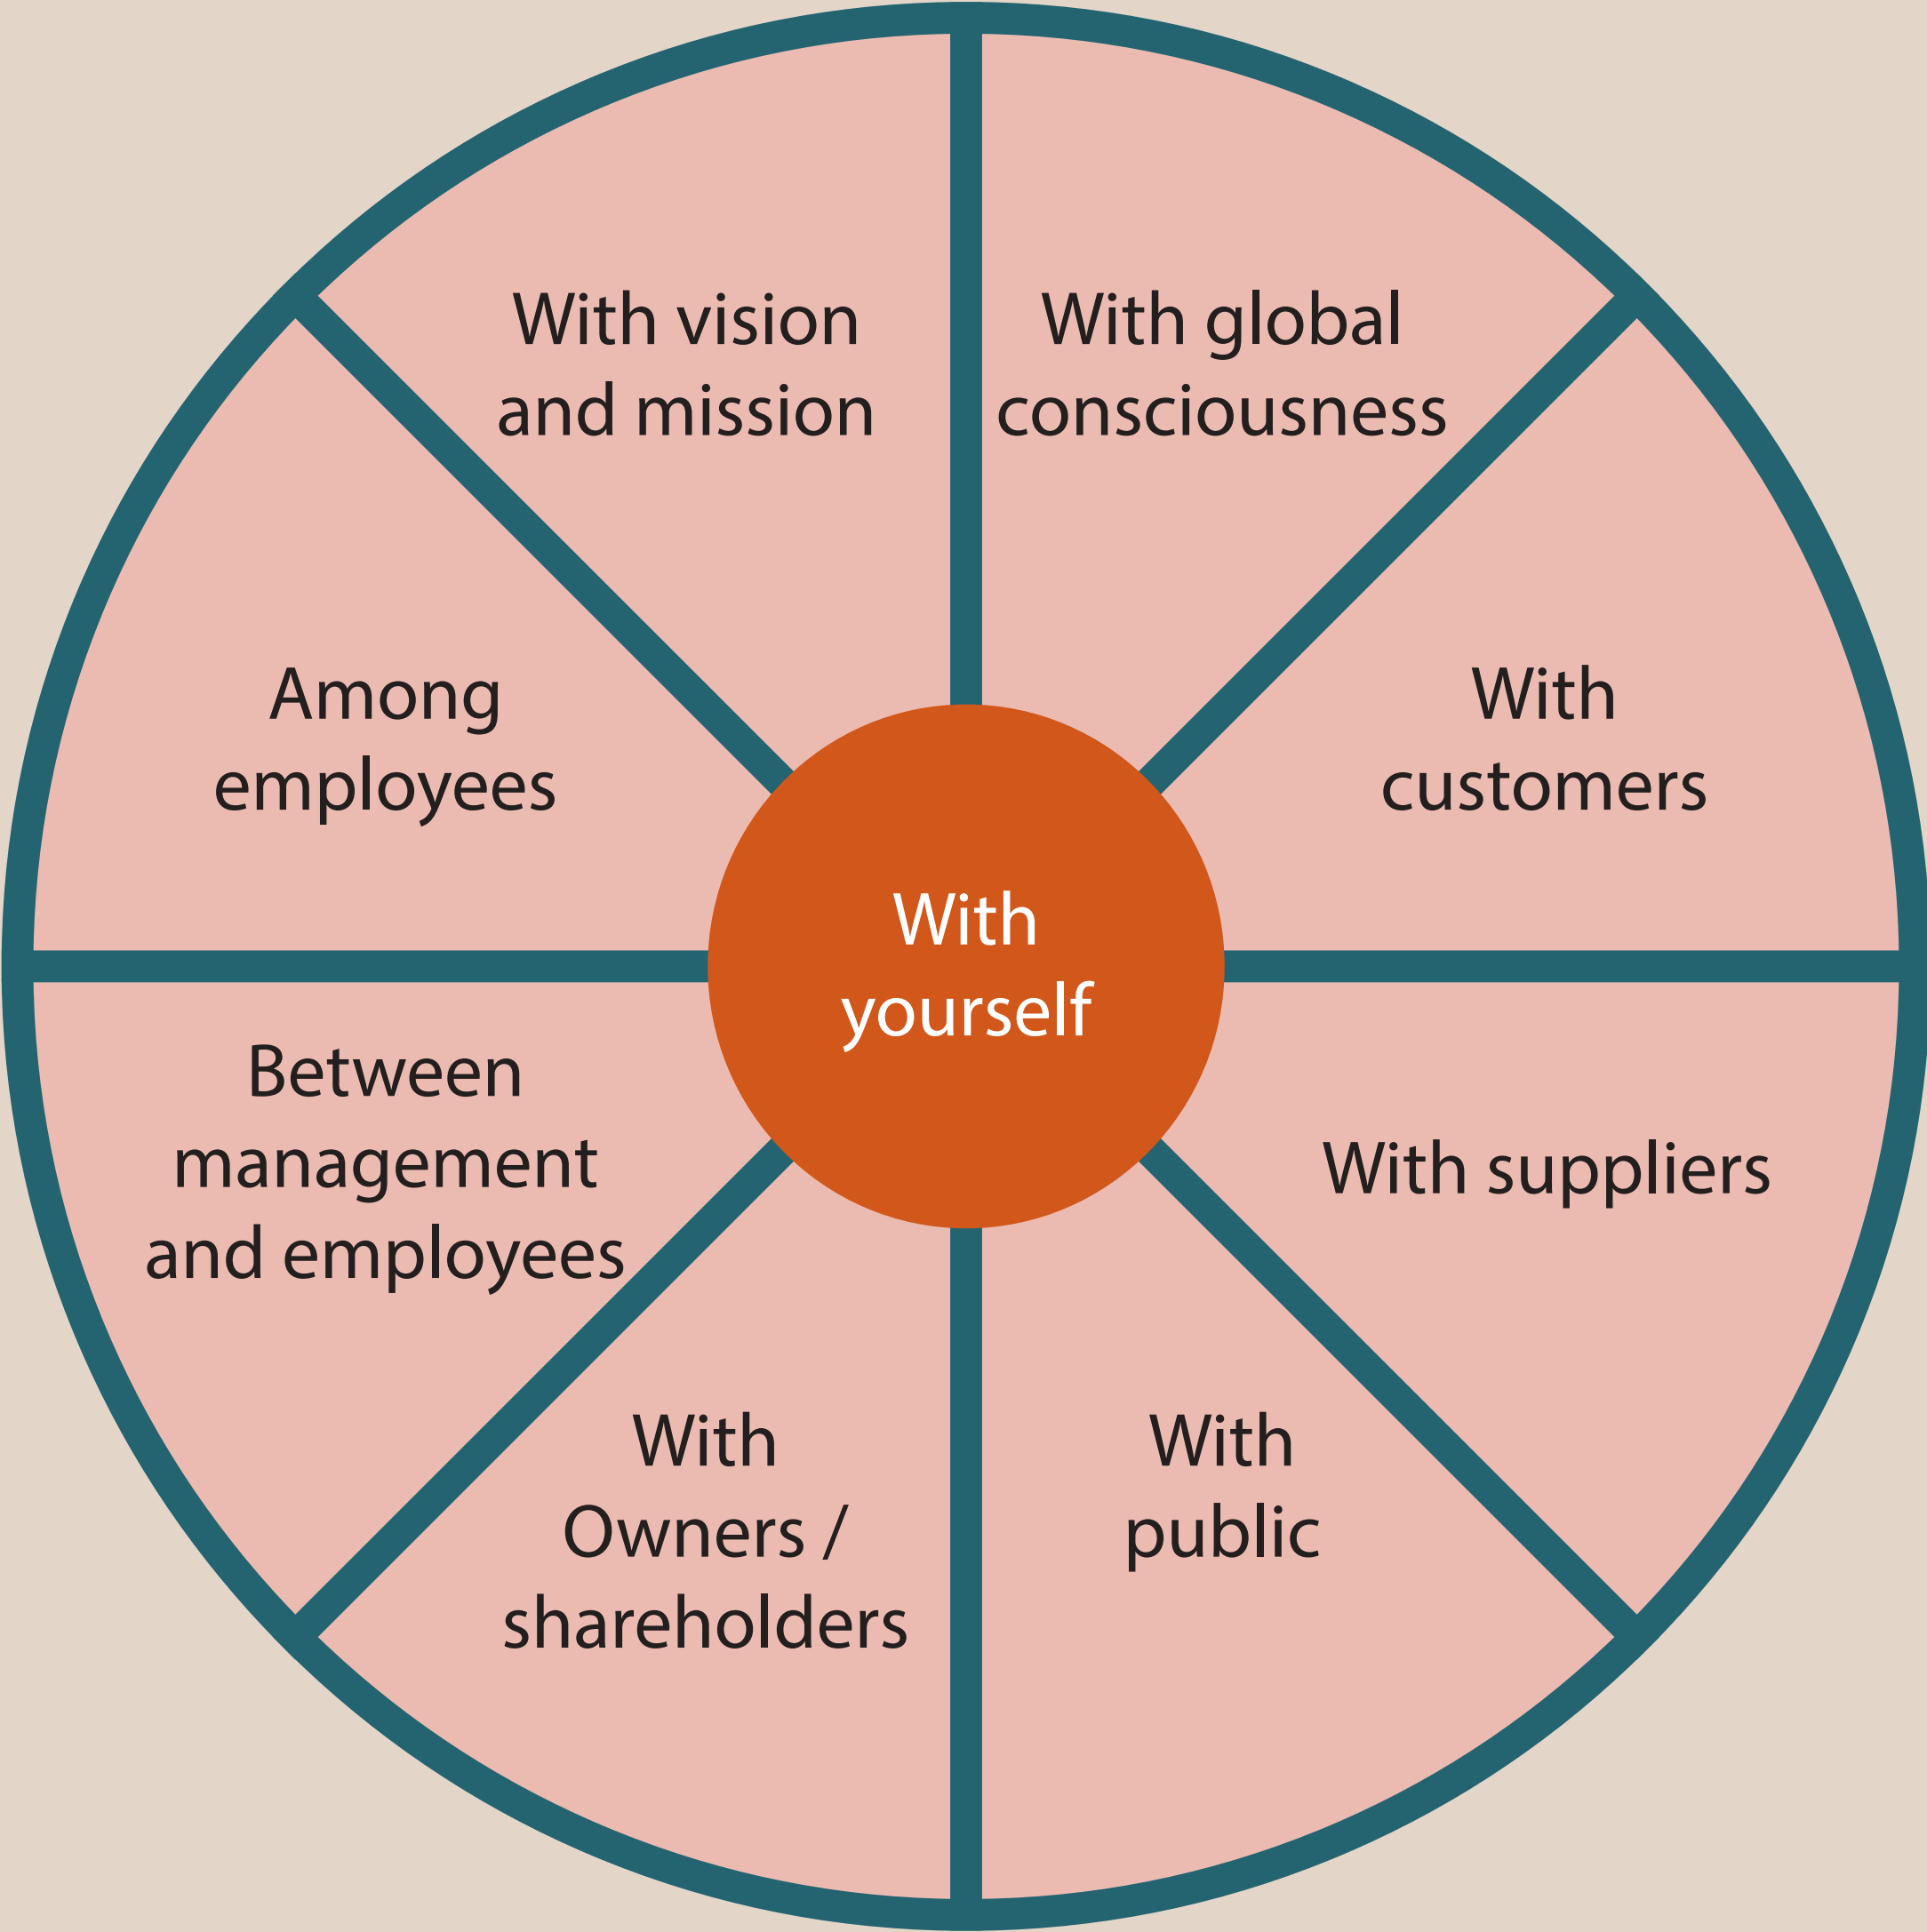 With vision
and mission
With global
consciousness
Among
employees
With
customers
With
yourself
Between
management
and employees
With suppliers
With
Owners /
shareholders
With
public